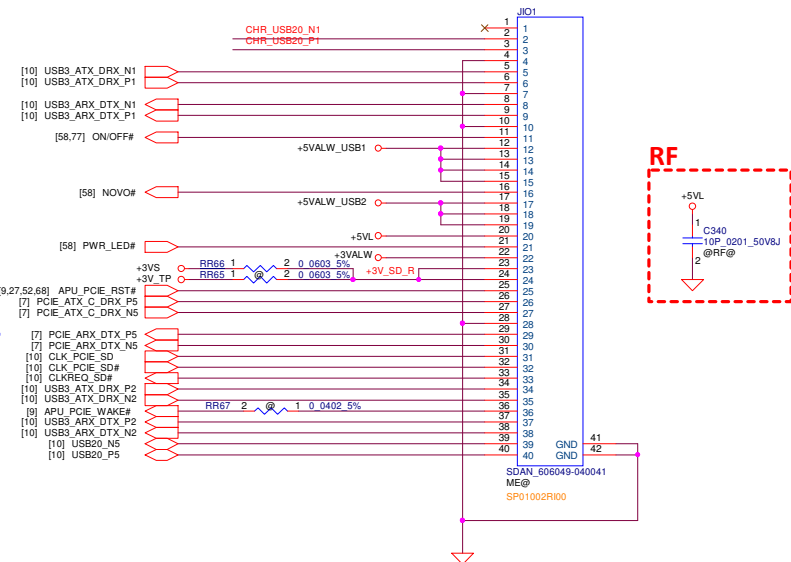 JIO1
CHR_USB20_N1 1 1
CHR_USB20_P1 2 2
3 3
4 4
[10] USB3_ATX_DRX_N1 5 5
[10] USB3_ATX_DRX_P1 6 6
7 7
[10] USB3_ARX_DTX_N1 8 8
[10] USB3_ARX_DTX_P1 9 9
10 10
[58,77] ON/OFF# 11 11
+5VALW_USB1 12 12
13 13
14 14
15 15
[58] NOVO# 16 16
+5VALW_USB2 17 17
18 18
19 19
+5VL 20 20
[58] PWR_LED# 21 21
+3VALW 22 22
+3VS RR66 1 2 0_0603_5% +3V_SD_R 23 23
+3V_TP RR65 1 @ 2 0_0603_5% 24 24
9,27,52,68] APU_PCIE_RST# 25 25
[7] PCIE_ATX_C_DRX_P5 26 26
[7] PCIE_ATX_C_DRX_N5 27 27
28 28
[7] PCIE_ARX_DTX_P5 29 29
[7] PCIE_ARX_DTX_N5 30 30
[10] CLK_PCIE_SD 31 31
[10] CLK_PCIE_SD# 32 32
[10] CLKREQ_SD# 33 33
[10] USB3_ATX_DRX_P2 34 34
[10] USB3_ATX_DRX_N2 35 35
[9] APU_PCIE_WAKE# RR67 2 @ 1 0_0402_5% 36 36
[10] USB3_ARX_DTX_P2 37 37
[10] USB3_ARX_DTX_N2 38 38
[10] USB20_N5 39 39 GND 41
[10] USB20_P5 40 40 GND 42
SDAN_606049-040041
ME@
SP01002RI00
RF
+5VL
1
C340
10P_0201_50V8J
@RF@
2